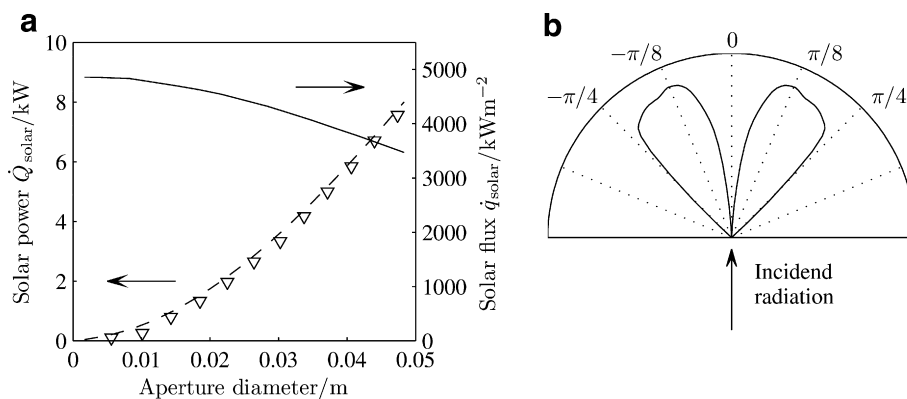 a
Solar power Q̇solar/kW
10
8
6
4
2
0
0 0.01 0.02 0.03 0.04 0.05
Aperture diameter/m
5000
4000
3000
2000
1000
0
Solar flux q̇solar/kWm−2
b
−π/4 −π/8 0 π/8 π/4
Incidend
radiation